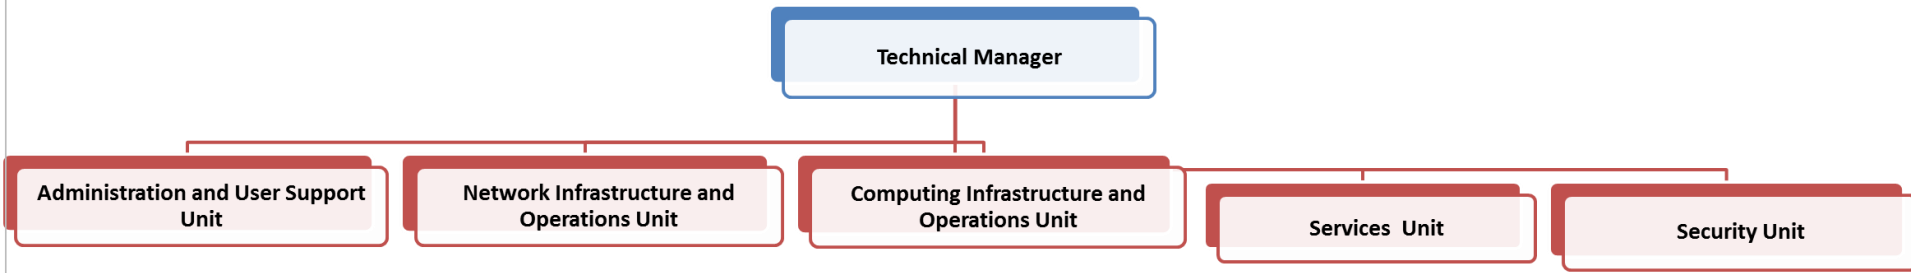 Technical Manager
Administration and User Support
Unit
Network Infrastructure and
Operations Unit
Computing Infrastructure and
Operations Unit
Services  Unit
Security Unit